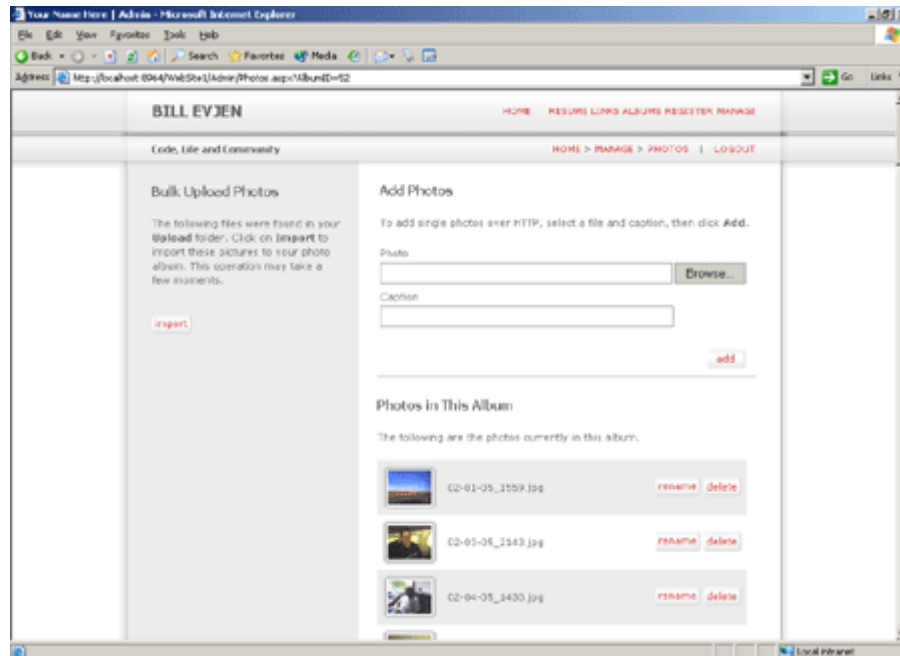 Your Name Here | Admin - Microsoft Internet Explorer
File Edit View Favorites Tools Help
Back Search Favorites Media
Address http://localhost:8964/WebSite1/Admin/Photos.aspx?AlbumID=52 Go Links
BILL EVJEN
HOME RESUME LINKS ALBUMS REGISTER MANAGE
Code, Life and Community
HOME > MANAGE > PHOTOS | LOGOUT
Bulk Upload Photos
The following files were found in your
Upload folder. Click on Import to
import these pictures to your photo
album. This operation may take a
few moments.
import
Add Photos
To add single photos over HTTP, select a file and caption, then click Add.
Photo
Browse...
Caption
add
Photos in This Album
The following are the photos currently in this album.
02-01-05_1559.jpg rename delete
02-03-05_2143.jpg rename delete
02-04-05_1430.jpg rename delete
Local intranet